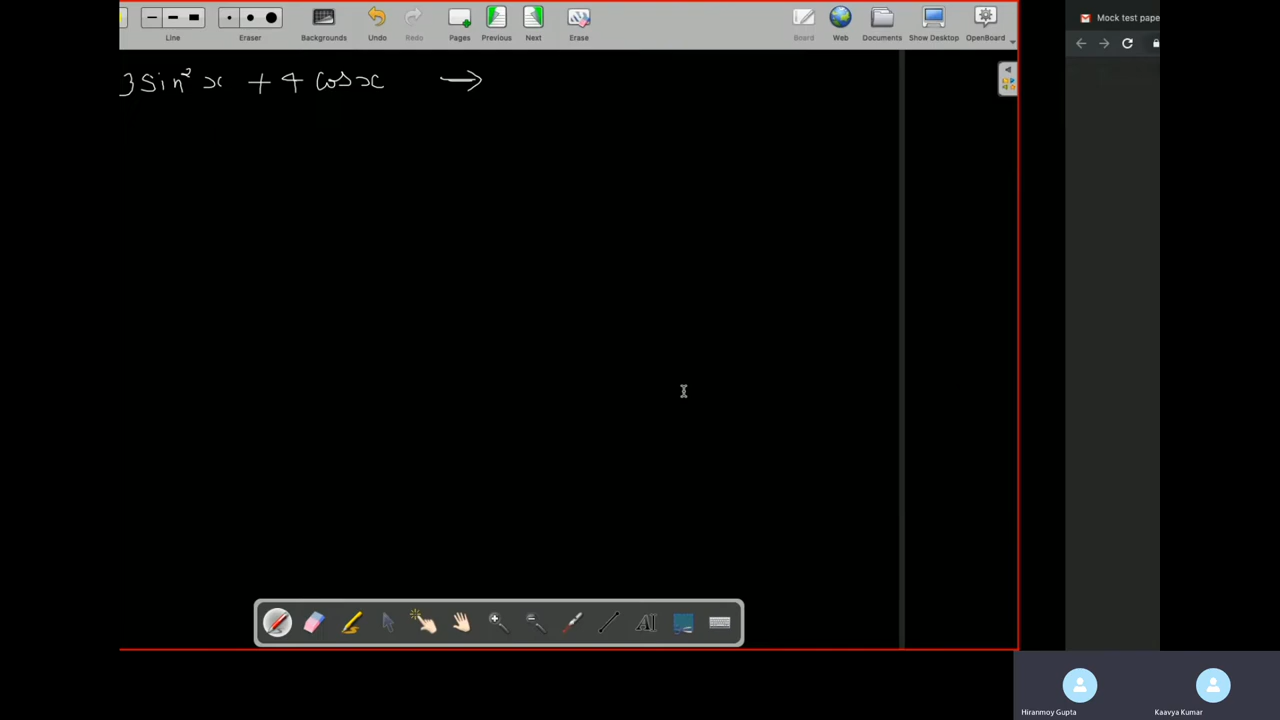 Mock test pape
Line
Eraser
Backgrounds
Undo
Redo
Pages
Previous
Next
Erase
Board
Web
Documents
Show Desktop
OpenBoard
3 sin² x + 4 cos x →
AI
Hiranmoy Gupta
Kaavya Kumar